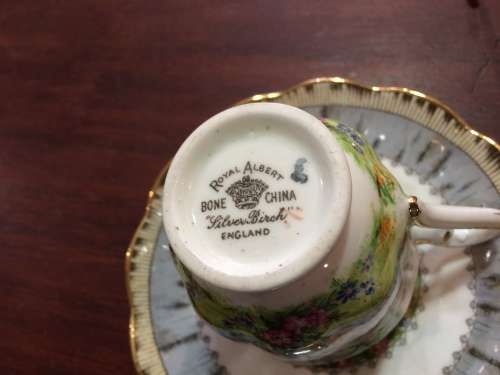 ROYAL ALBERT
BONE CHINA
"Silver Birch"
ENGLAND